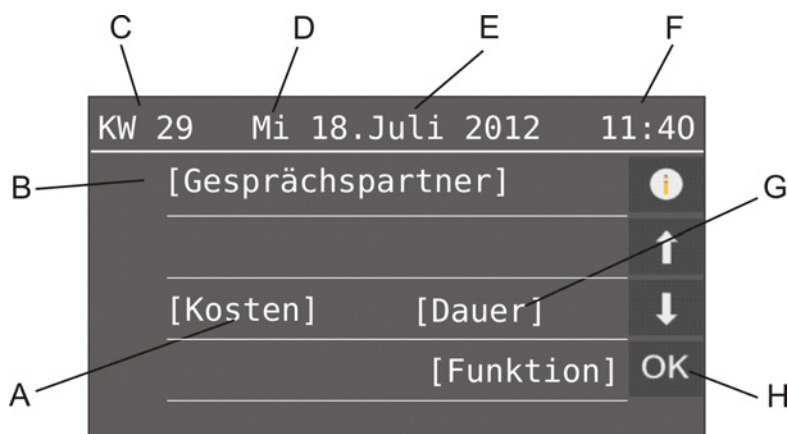 C D E F
KW 29 Mi 18.Juli 2012 11:40
B [Gesprächspartner] i G
[Kosten] [Dauer]
[Funktion] OK
A H